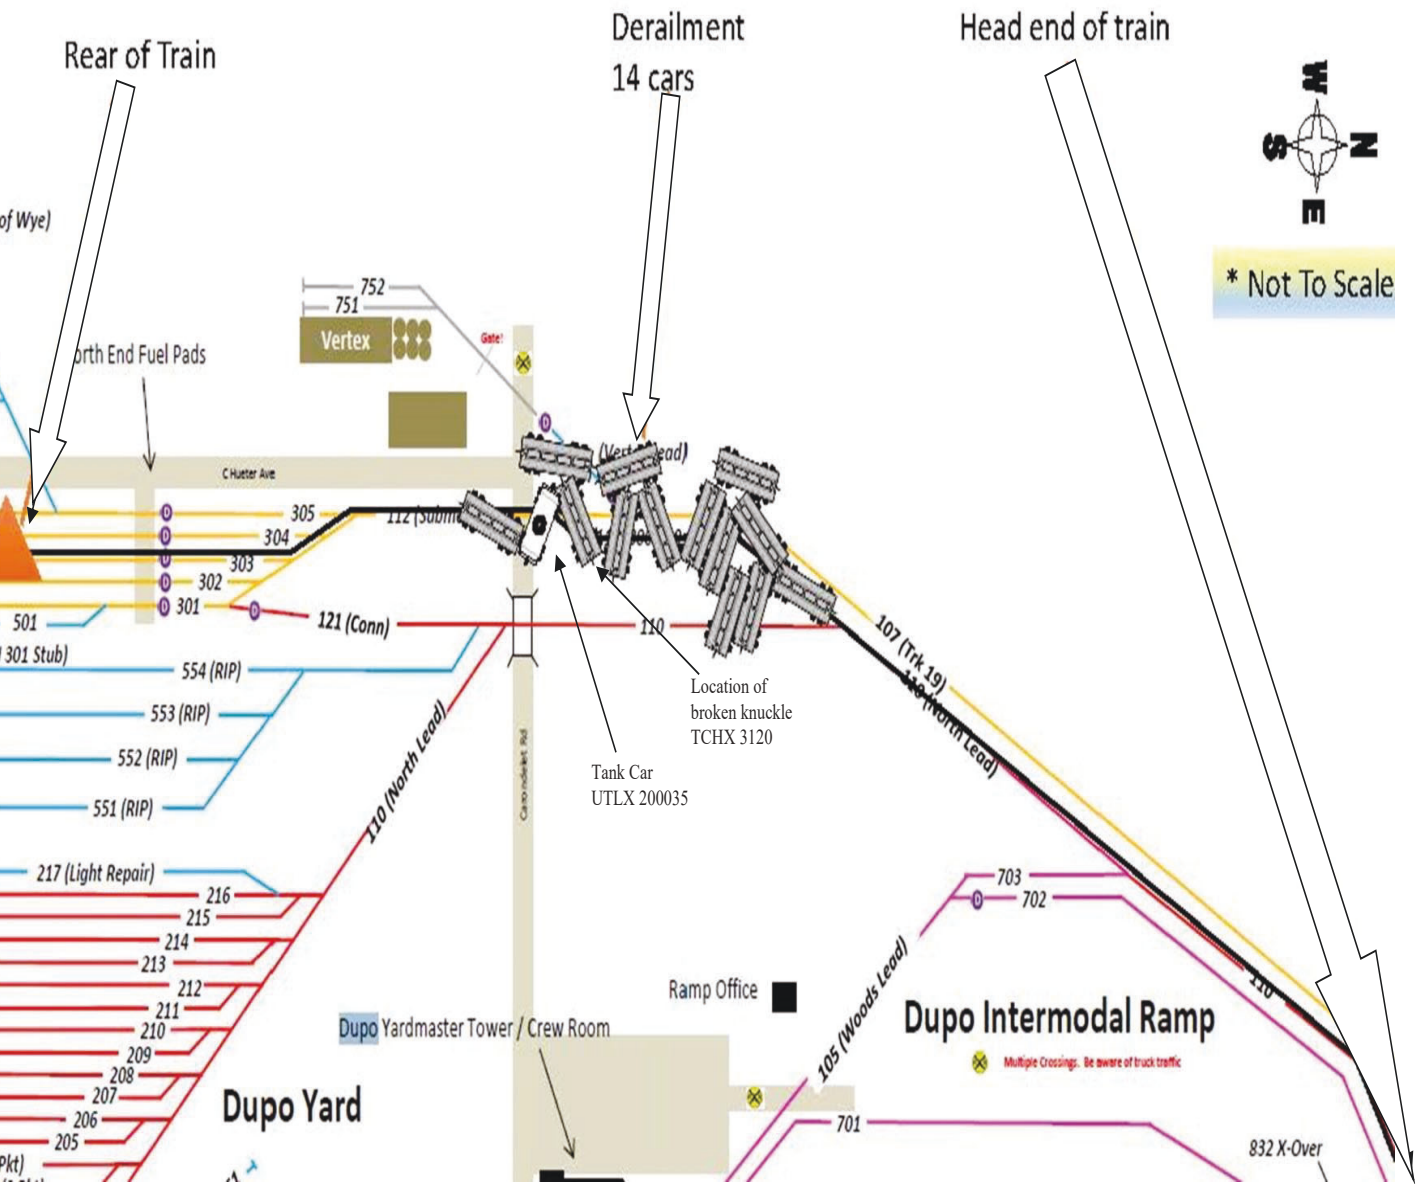 Rear of Train
Derailment
14 cars
Head end of train
W
S
N
E
* Not To Scale
of Wye)
752
751
Vertex
Gate!
orth End Fuel Pads
C Hueter Ave
305
304
303
302
301
112
501
121 (Conn)
110
301 Stub)
554 (RIP)
553 (RIP)
552 (RIP)
551 (RIP)
107 (Trk 19)
110 (North Lead)
Location of
broken knuckle
TCHX 3120
Tank Car
UTLX 200035
Carondelet Rd
110 (North Lead)
217 (Light Repair)
216
215
214
213
212
211
210
209
208
207
206
205
Pkt)
703
702
110
105 (Woods Lead)
Ramp Office
Dupo Yardmaster Tower / Crew Room
Dupo Intermodal Ramp
Multiple Crossings. Be aware of truck traffic
Dupo Yard
701
832 X-Over
D
D
D
D
D
D
D
D